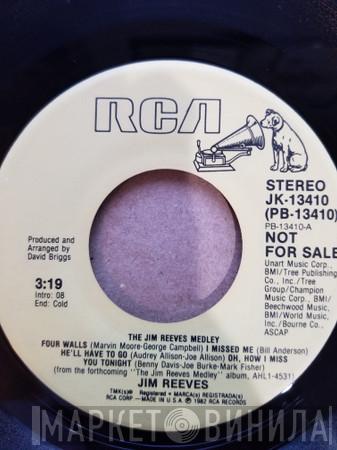 RCA
STEREO
JK-13410
(PB-13410)
PB-13410-A
NOT
FOR SALE
Unart Music Corp.,
BMI/Tree Publishing
Co., Inc./Tree
Group/Champion
Music Corp., BMI/
Beechwood Music,
BMI/World Music,
Inc./Bourne Co.,
ASCAP
Produced and
Arranged by
David Briggs
3:19
Intro: 08
End: Cold
THE JIM REEVES MEDLEY
FOUR WALLS (Marvin Moore-George Campbell) I MISSED ME (Bill Anderson)
HE'LL HAVE TO GO (Audrey Allison-Joe Allison) OH, HOW I MISS
YOU TONIGHT (Benny Davis-Joe Burke-Mark Fisher)
(from the forthcoming "The Jim Reeves Medley" album, AHL1-4531)
JIM REEVES
TMK(s)® Registered • MARCA(s) REGISTRADA(S)
RCA CORP. — MADE IN U.S.A. ℗ 1982 RCA RECORDS
МАРКЕТ ВИНИЛА